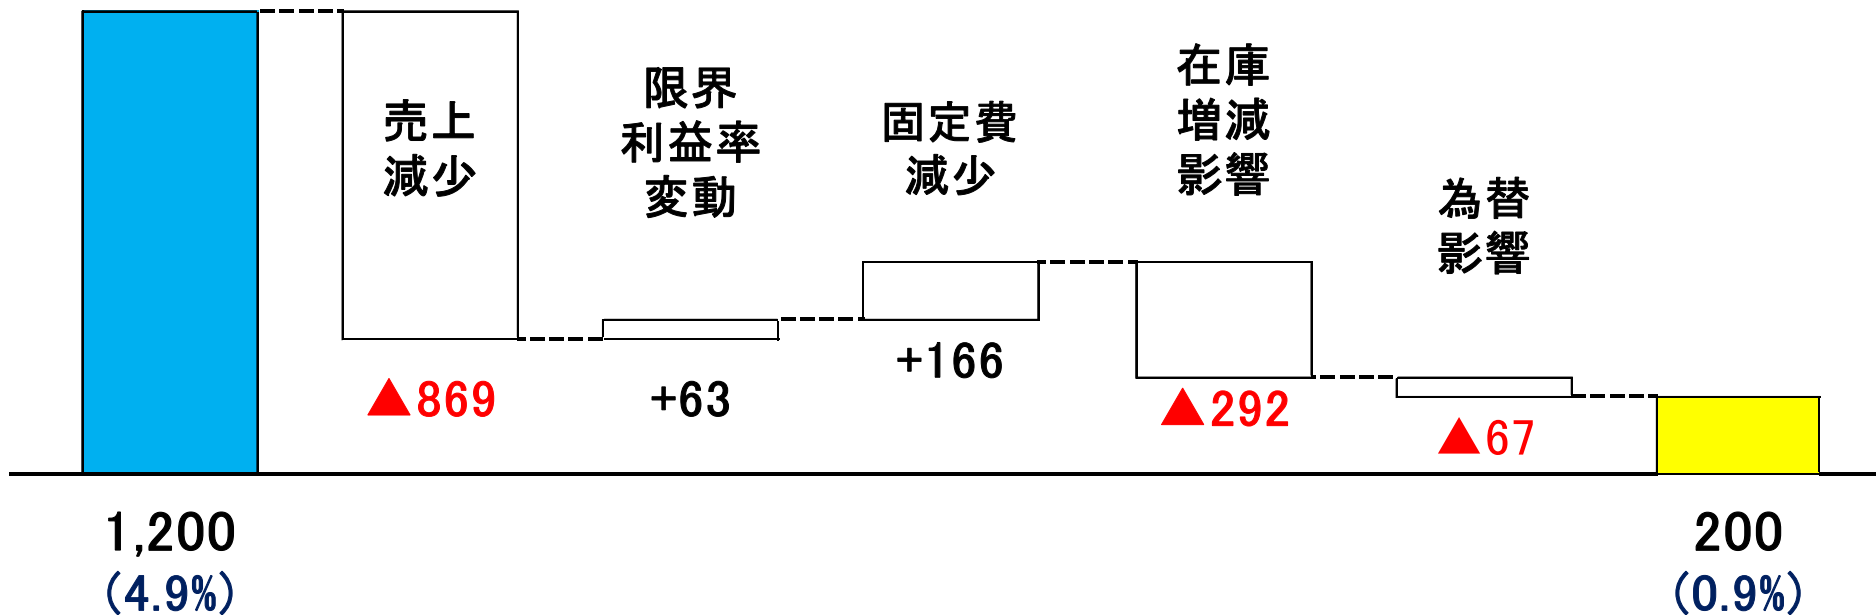 売上
減少
▲869
限界
利益率
変動
+63
固定費
減少
+166
在庫
増減
影響
▲292
為替
影響
▲67
1,200
(4.9%)
200
(0.9%)